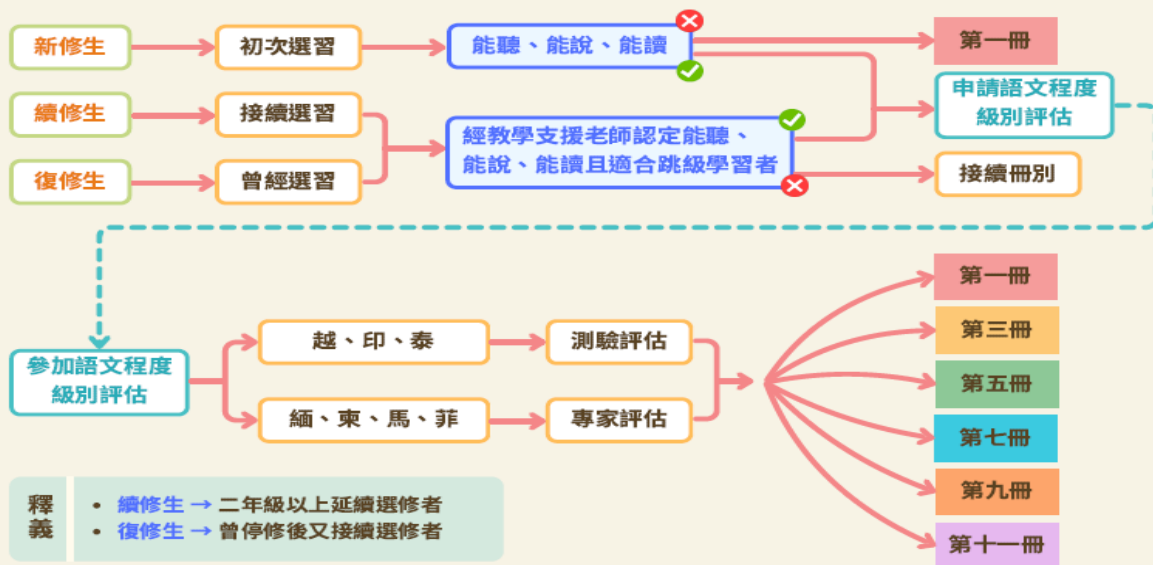 新修生
初次選習
能聽、能說、能讀
第一冊
續修生
接續選習
申請語文程度
級別評估
經教學支援老師認定能聽、
能說、能讀且適合跳級學習者
復修生
曾經選習
接續冊別
參加語文程度
級別評估
越、印、泰
測驗評估
緬、柬、馬、菲
專家評估
第一冊
第三冊
第五冊
第七冊
第九冊
第十一冊
釋義
• 續修生 → 二年級以上延續選修者
• 復修生 → 曾停修後又接續選修者